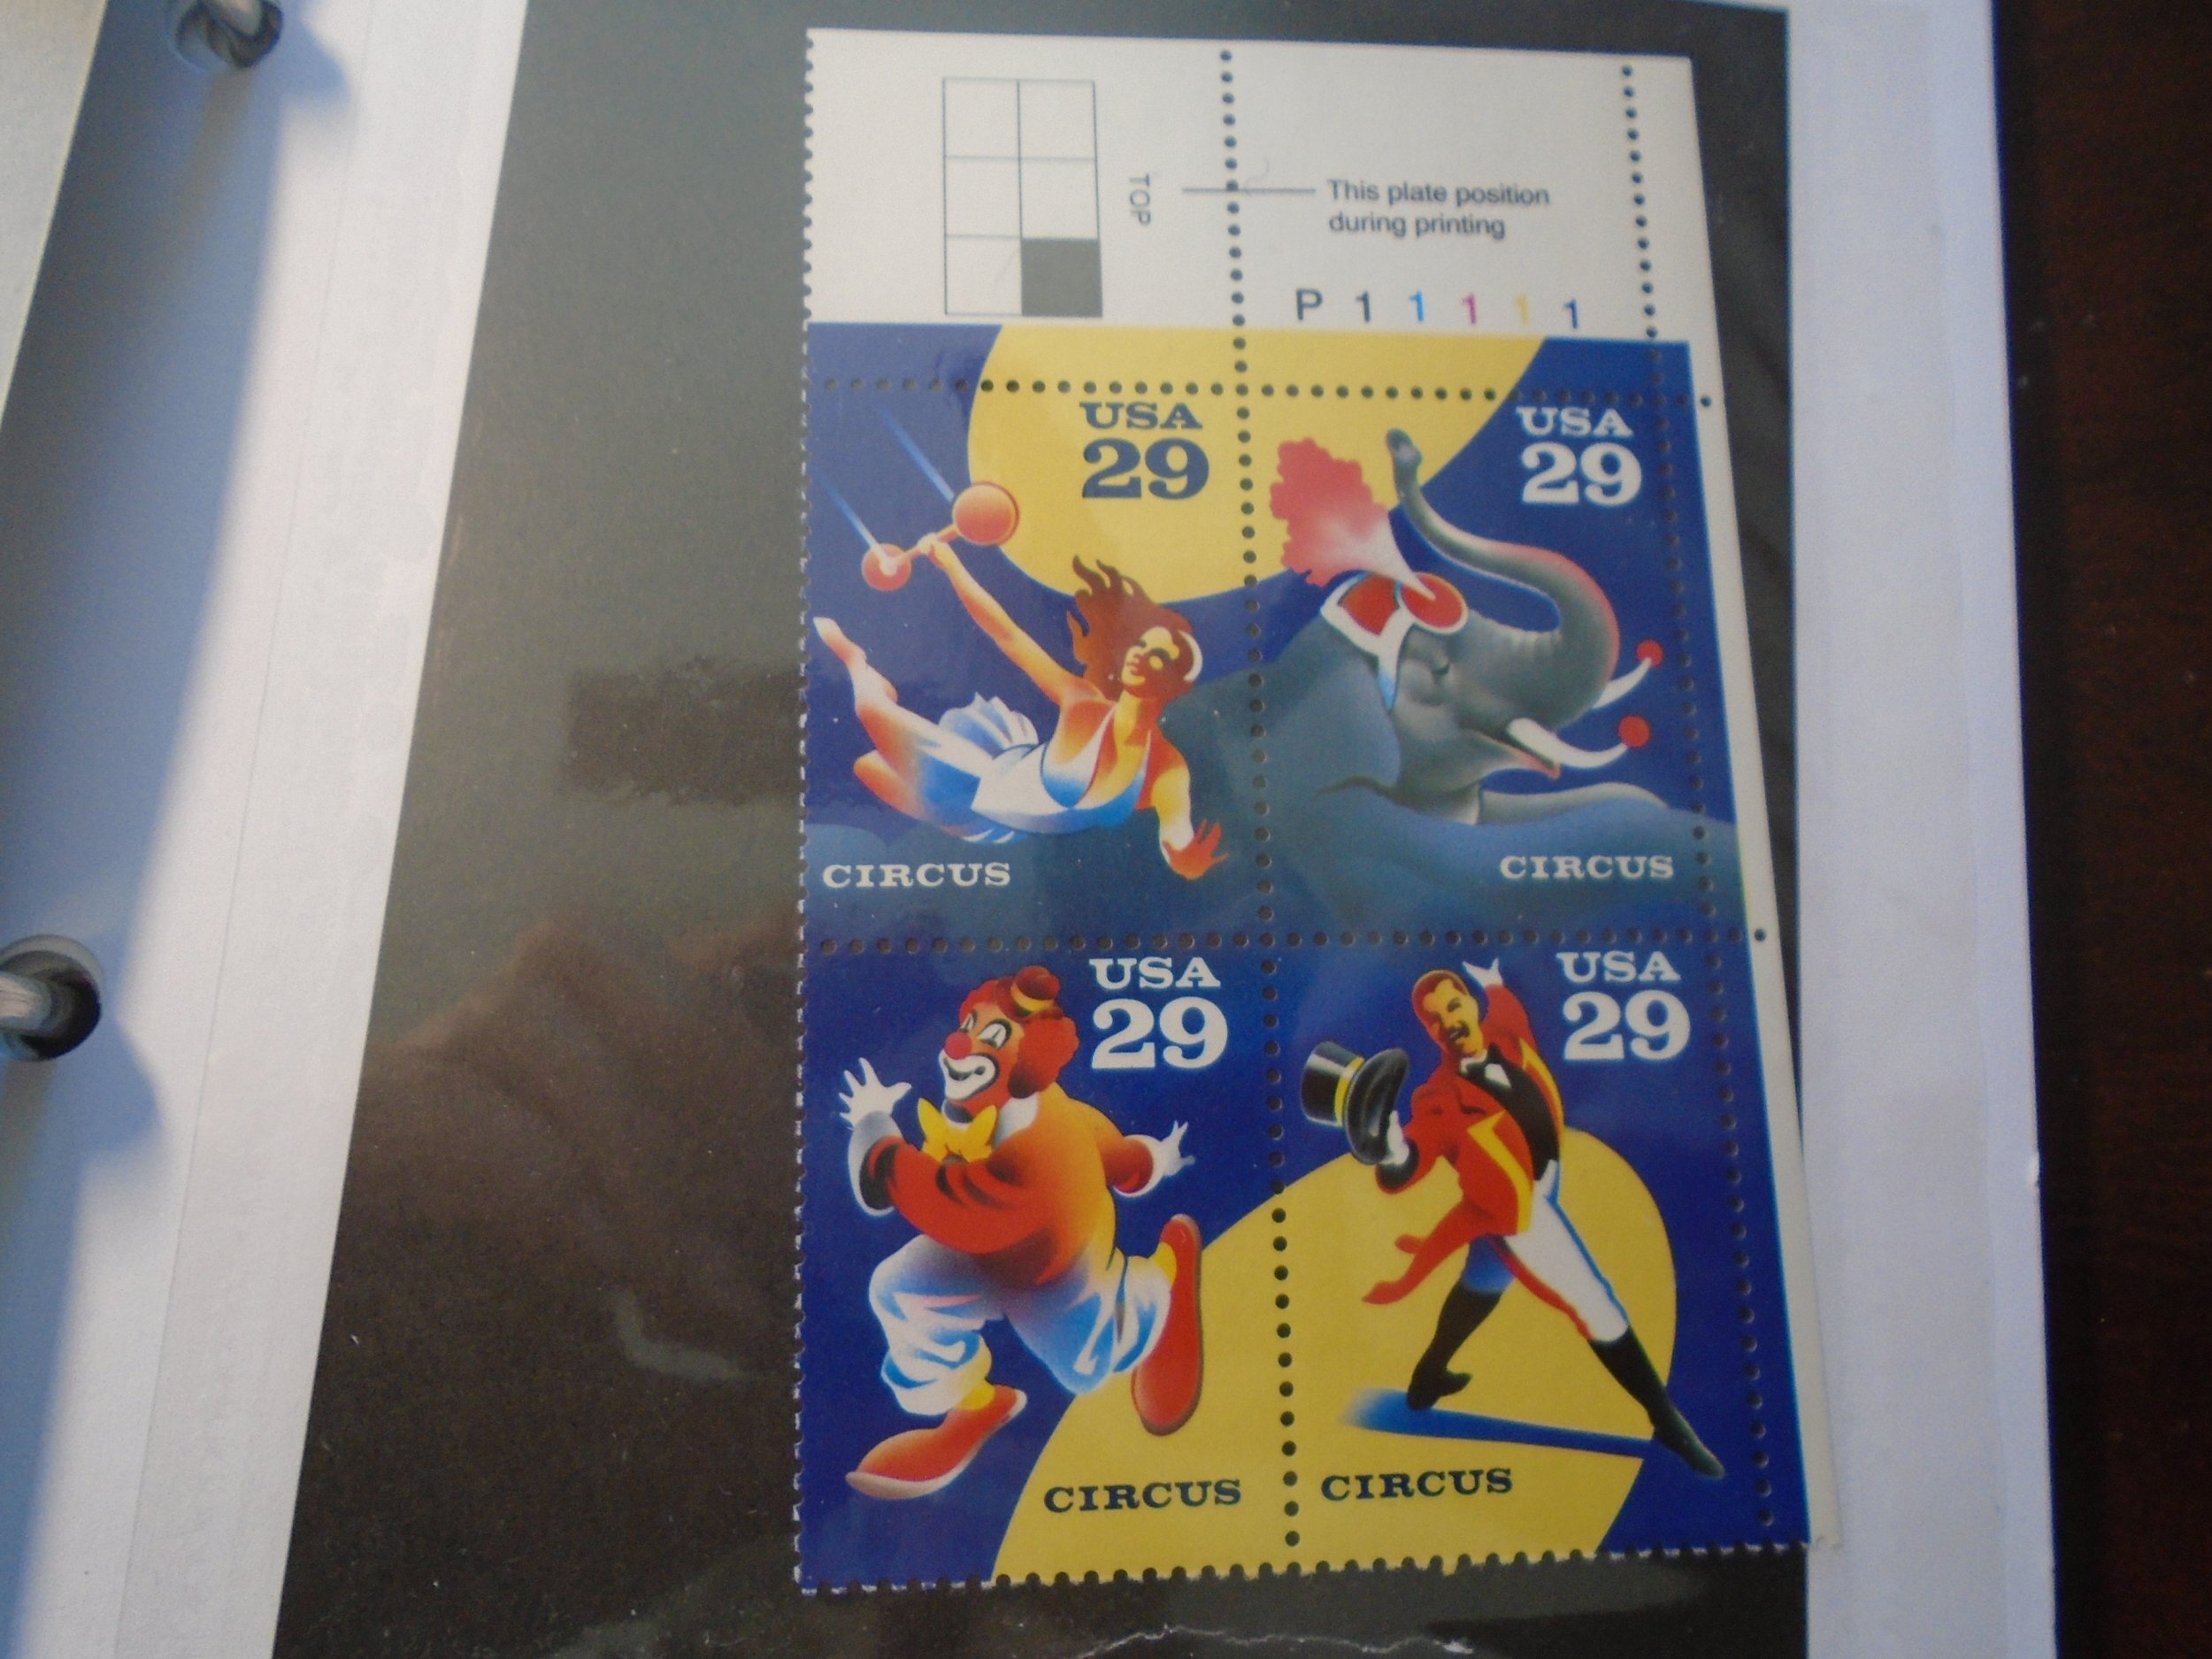 TOP
This plate position
during printing
P 1 1 1 1 1
USA
29
CIRCUS
USA
29
CIRCUS
USA
29
CIRCUS
USA
29
CIRCUS